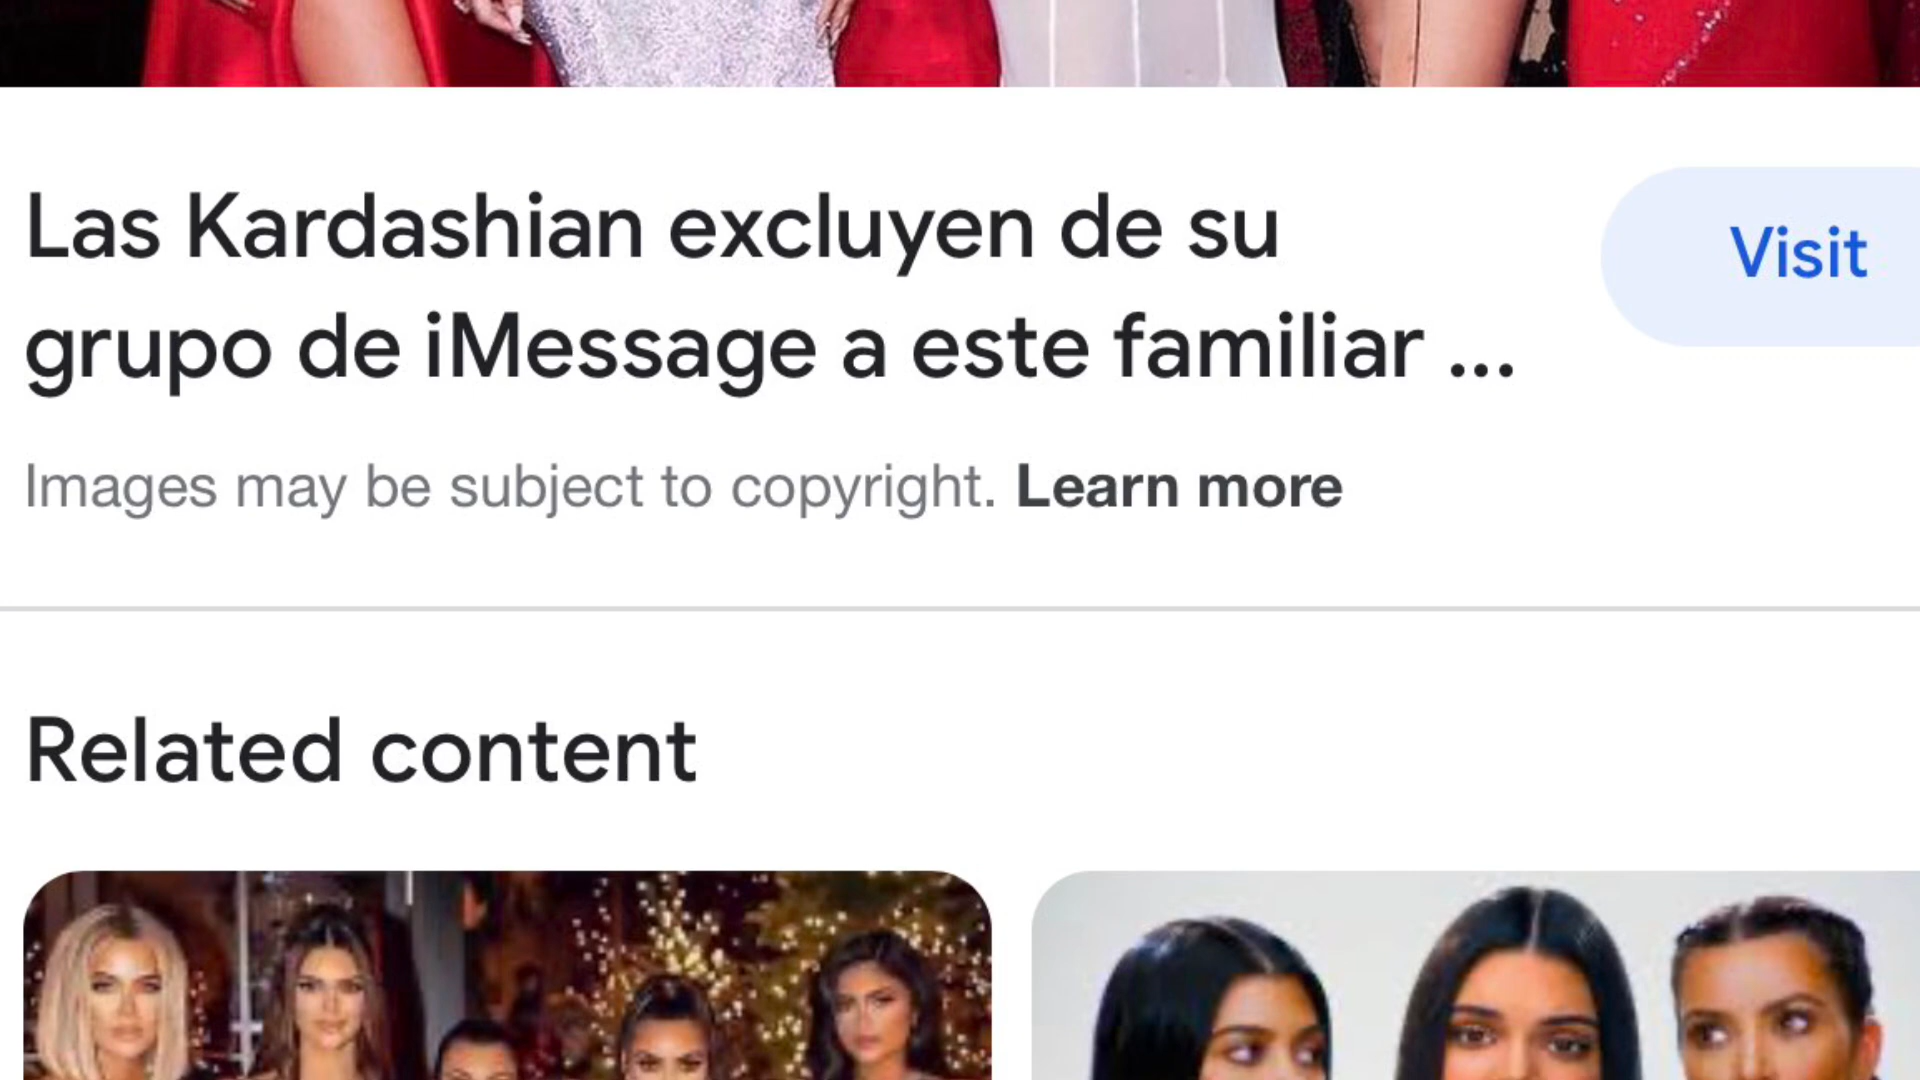 Las Kardashian excluyen de su
grupo de iMessage a este familiar ...
Visit
Images may be subject to copyright. Learn more
Related content